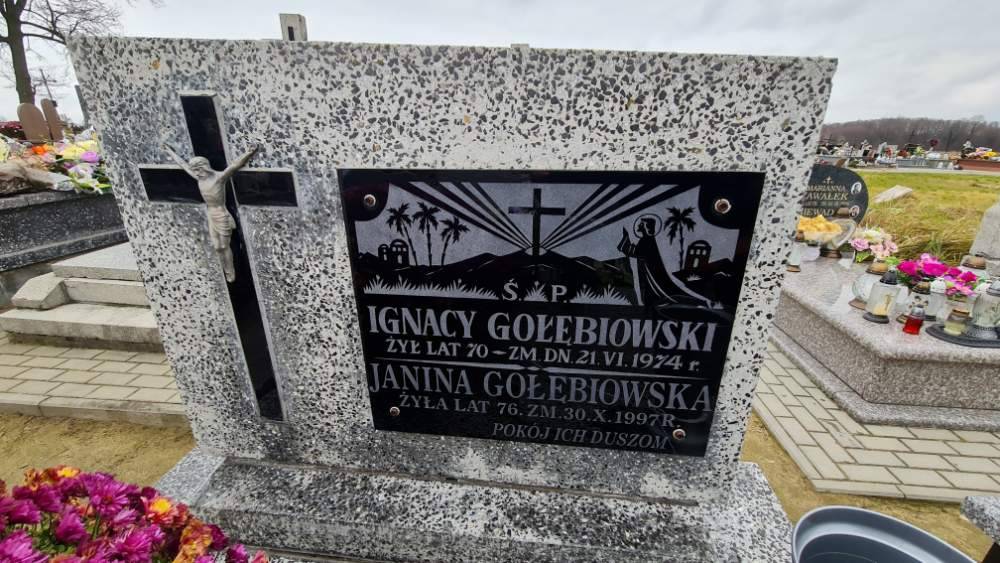 Ś. P.
IGNACY GOŁĘBIOWSKI
ŻYŁ LAT 70 – ZM. DN. 21. VI. 1974 r.
JANINA GOŁĘBIOWSKA
ŻYŁA LAT 76. ZM. 30. X. 1997R.
POKÓJ ICH DUSZOM
MARIANNA